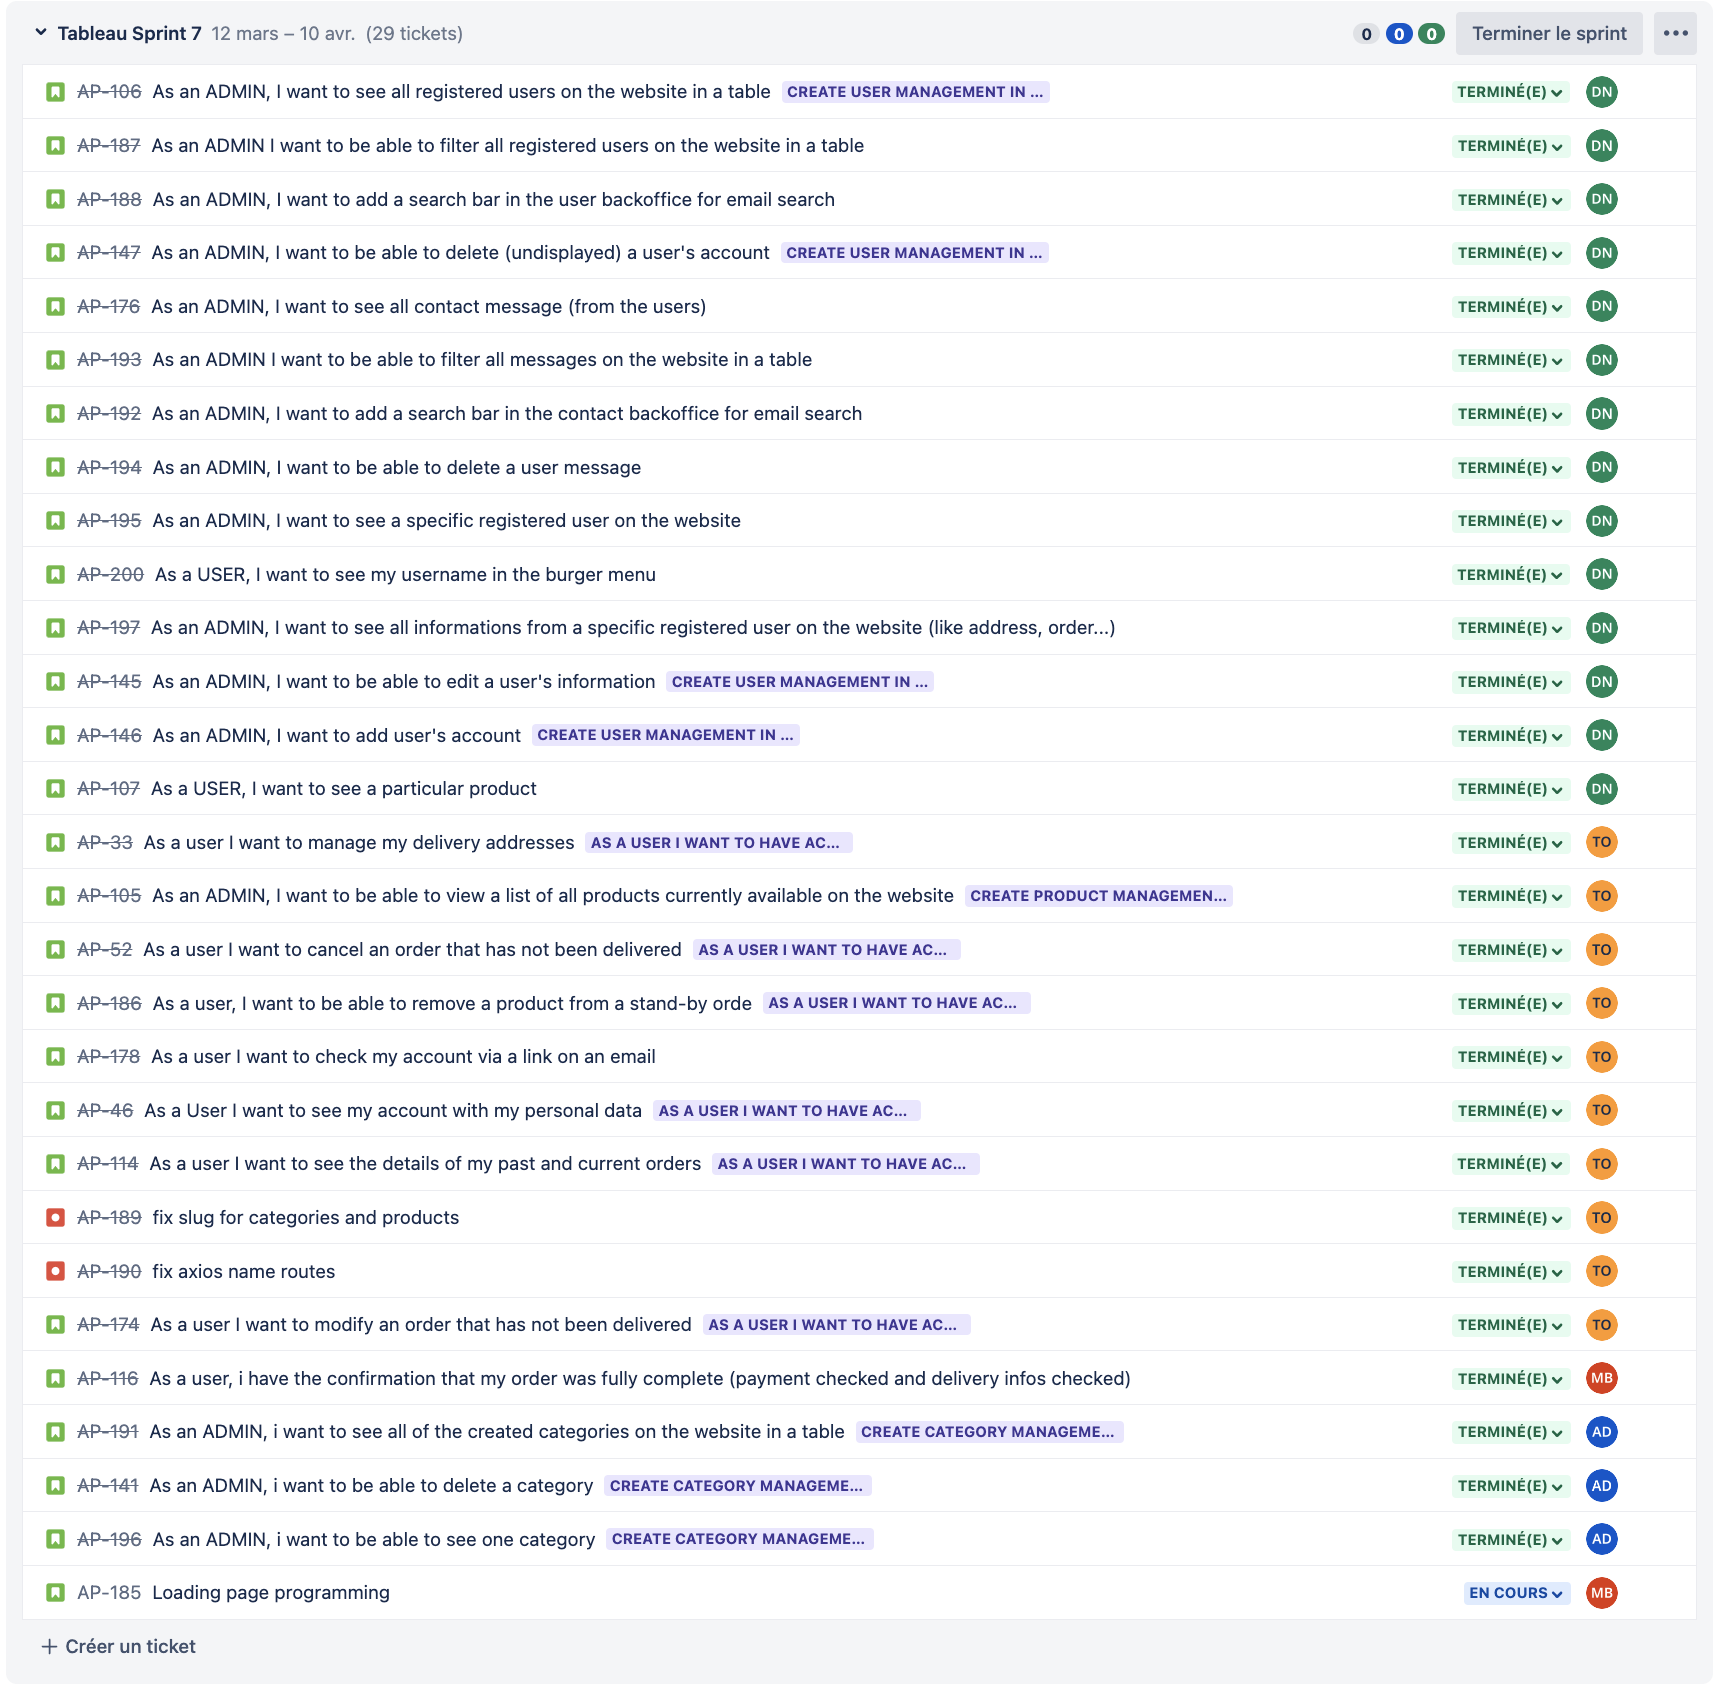 Tableau Sprint 7 12 mars – 10 avr. (29 tickets) 0 0 0 Terminer le sprint
AP-106 As an ADMIN, I want to see all registered users on the website in a table CREATE USER MANAGEMENT IN ... TERMINÉ(E) DN
AP-187 As an ADMIN I want to be able to filter all registered users on the website in a table TERMINÉ(E) DN
AP-188 As an ADMIN, I want to add a search bar in the user backoffice for email search TERMINÉ(E) DN
AP-147 As an ADMIN, I want to be able to delete (undisplayed) a user's account CREATE USER MANAGEMENT IN ... TERMINÉ(E) DN
AP-176 As an ADMIN, I want to see all contact message (from the users) TERMINÉ(E) DN
AP-193 As an ADMIN I want to be able to filter all messages on the website in a table TERMINÉ(E) DN
AP-192 As an ADMIN, I want to add a search bar in the contact backoffice for email search TERMINÉ(E) DN
AP-194 As an ADMIN, I want to be able to delete a user message TERMINÉ(E) DN
AP-195 As an ADMIN, I want to see a specific registered user on the website TERMINÉ(E) DN
AP-200 As a USER, I want to see my username in the burger menu TERMINÉ(E) DN
AP-197 As an ADMIN, I want to see all informations from a specific registered user on the website (like address, order...) TERMINÉ(E) DN
AP-145 As an ADMIN, I want to be able to edit a user's information CREATE USER MANAGEMENT IN ... TERMINÉ(E) DN
AP-146 As an ADMIN, I want to add user's account CREATE USER MANAGEMENT IN ... TERMINÉ(E) DN
AP-107 As a USER, I want to see a particular product TERMINÉ(E) DN
AP-33 As a user I want to manage my delivery addresses AS A USER I WANT TO HAVE AC... TERMINÉ(E) TO
AP-105 As an ADMIN, I want to be able to view a list of all products currently available on the website CREATE PRODUCT MANAGEMEN... TERMINÉ(E) TO
AP-52 As a user I want to cancel an order that has not been delivered AS A USER I WANT TO HAVE AC... TERMINÉ(E) TO
AP-186 As a user, I want to be able to remove a product from a stand-by orde AS A USER I WANT TO HAVE AC... TERMINÉ(E) TO
AP-178 As a user I want to check my account via a link on an email TERMINÉ(E) TO
AP-46 As a User I want to see my account with my personal data AS A USER I WANT TO HAVE AC... TERMINÉ(E) TO
AP-114 As a user I want to see the details of my past and current orders AS A USER I WANT TO HAVE AC... TERMINÉ(E) TO
AP-189 fix slug for categories and products TERMINÉ(E) TO
AP-190 fix axios name routes TERMINÉ(E) TO
AP-174 As a user I want to modify an order that has not been delivered AS A USER I WANT TO HAVE AC... TERMINÉ(E) TO
AP-116 As a user, i have the confirmation that my order was fully complete (payment checked and delivery infos checked) TERMINÉ(E) MB
AP-191 As an ADMIN, i want to see all of the created categories on the website in a table CREATE CATEGORY MANAGEME... TERMINÉ(E) AD
AP-141 As an ADMIN, i want to be able to delete a category CREATE CATEGORY MANAGEME... TERMINÉ(E) AD
AP-196 As an ADMIN, i want to be able to see one category CREATE CATEGORY MANAGEME... TERMINÉ(E) AD
AP-185 Loading page programming EN COURS MB
+ Créer un ticket